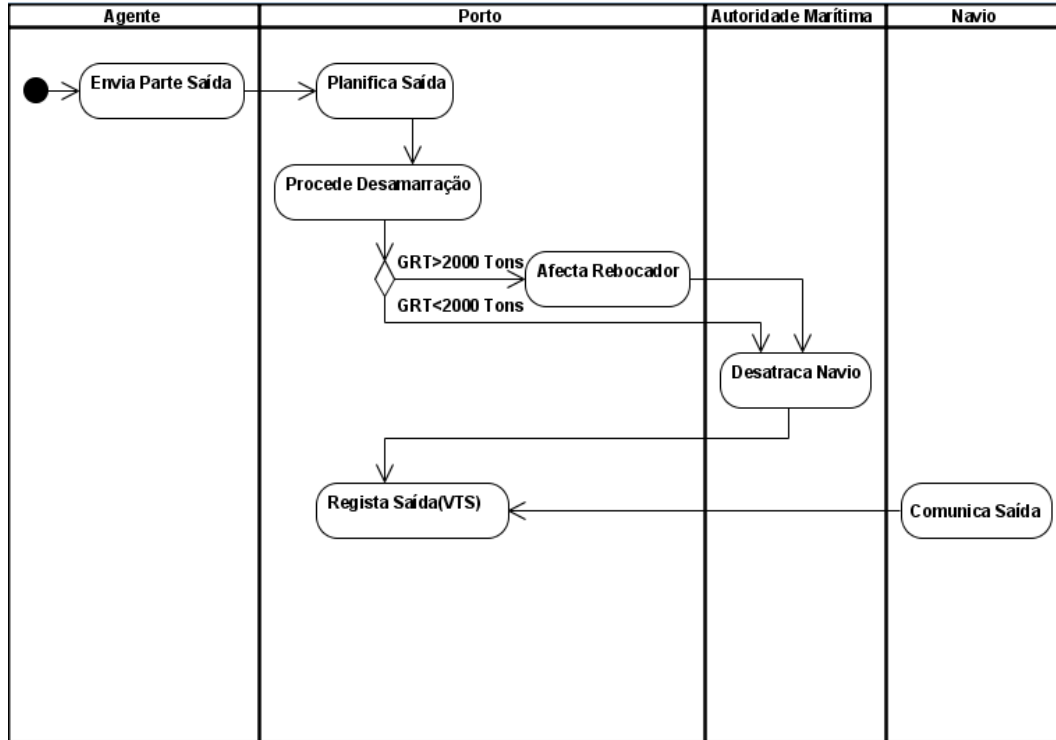 Agente
Porto
Autoridade Marítima
Navio
Envia Parte Saída
Planifica Saída
Procede Desamarração
GRT>2000 Tons
Afecta Rebocador
GRT<2000 Tons
Desatraca Navio
Regista Saída(VTS)
Comunica Saída